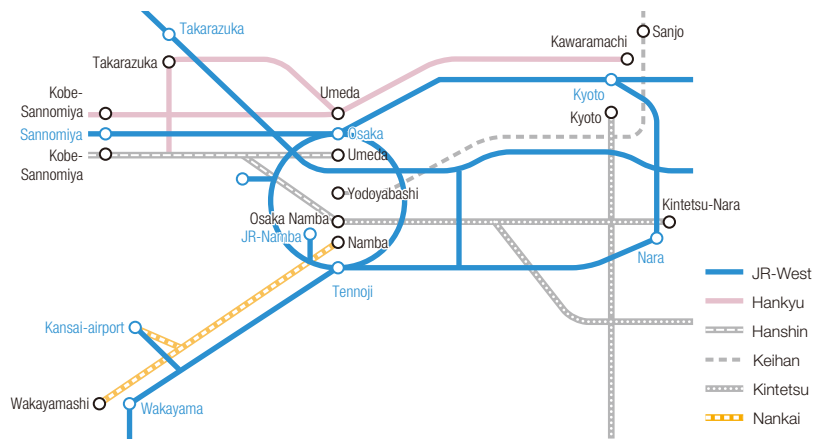 Takarazuka
Sanjo
Kawaramachi
Takarazuka
Kobe-
Sannomiya
Umeda
Kyoto
Kyoto
Sannomiya
Osaka
Kobe-
Sannomiya
Umeda
Yodoyabashi
Kintetsu-Nara
Osaka Namba
JR-Namba
Namba
Nara
Tennoji
Kansai-airport
Wakayamashi
Wakayama
JR-West
Hankyu
Hanshin
Keihan
Kintetsu
Nankai